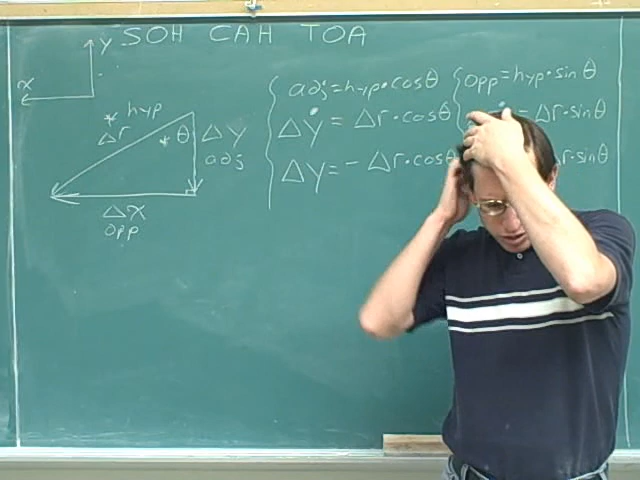 SOH CAH TOA
y
x
* hyp
Δr
* θ
Δy
adj
Δx
opp
adj=hyp•cosθ
Δy = Δr•cosθ
Δy=-Δr•cosθ
opp=hyp•sinθ
=Δr•sinθ
r•sinθ